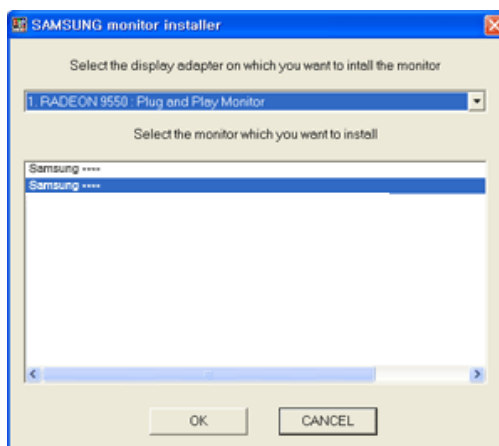 SAMSUNG monitor installer
Select the display adapter on which you want to intall the monitor
1. RADEON 9550 : Plug and Play Monitor
Select the monitor which you want to install
Samsung ----
Samsung ----
OK
CANCEL